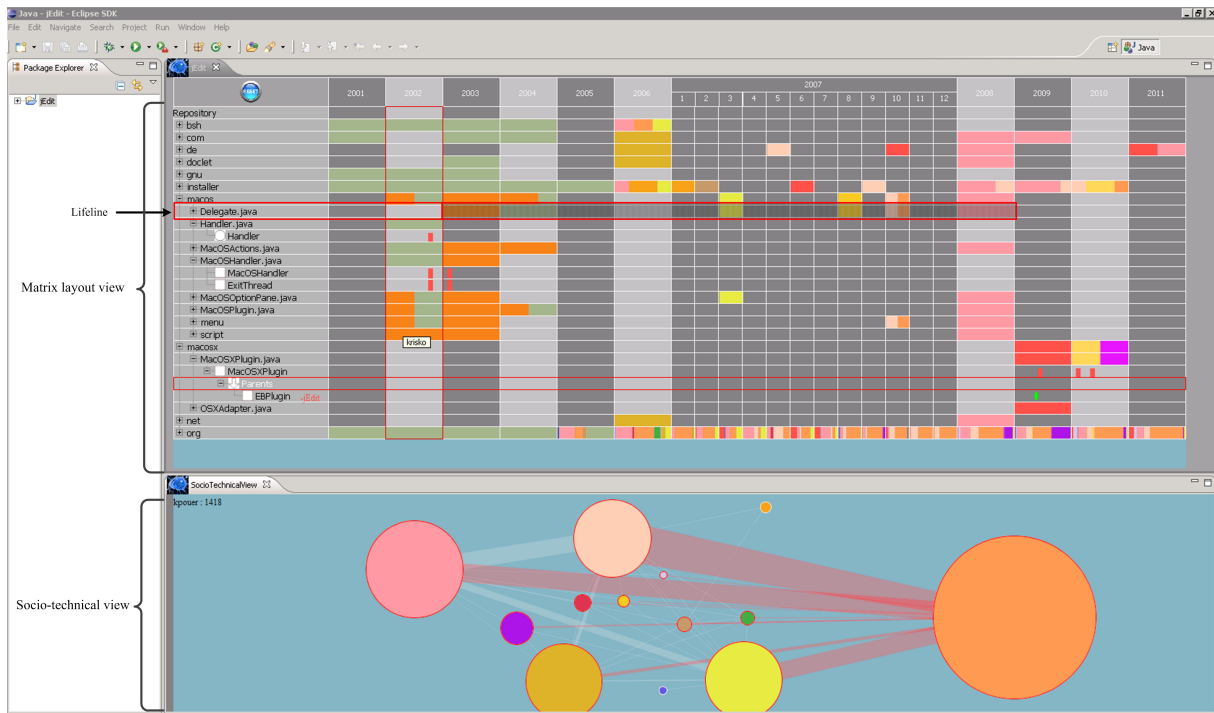 Java - jEdit - Eclipse SDK
File Edit Navigate Search Project Run Window Help
Java
Package Explorer
jEdit
jEdit
2001 2002 2003 2004 2005 2006 2007 2008 2009 2010 2011
1 2 3 4 5 6 7 8 9 10 11 12
Repository
bsh
com
de
doclet
gnu
installer
macos
Lifeline
Delegate.java
Handler.java
Handler
MacOSActions.java
MacOSHandler.java
MacOSHandler
Matrix layout view
ExitThread
MacOSOptionPane.java
MacOSPlugin.java
menu
script
krisko
macosx
MacOSXPlugin.java
MacOSXPlugin
Parents
EBPlugin -jEdit
OSXAdapter.java
net
org
SocioTechnicalView
kpouer : 1418
Socio-technical view